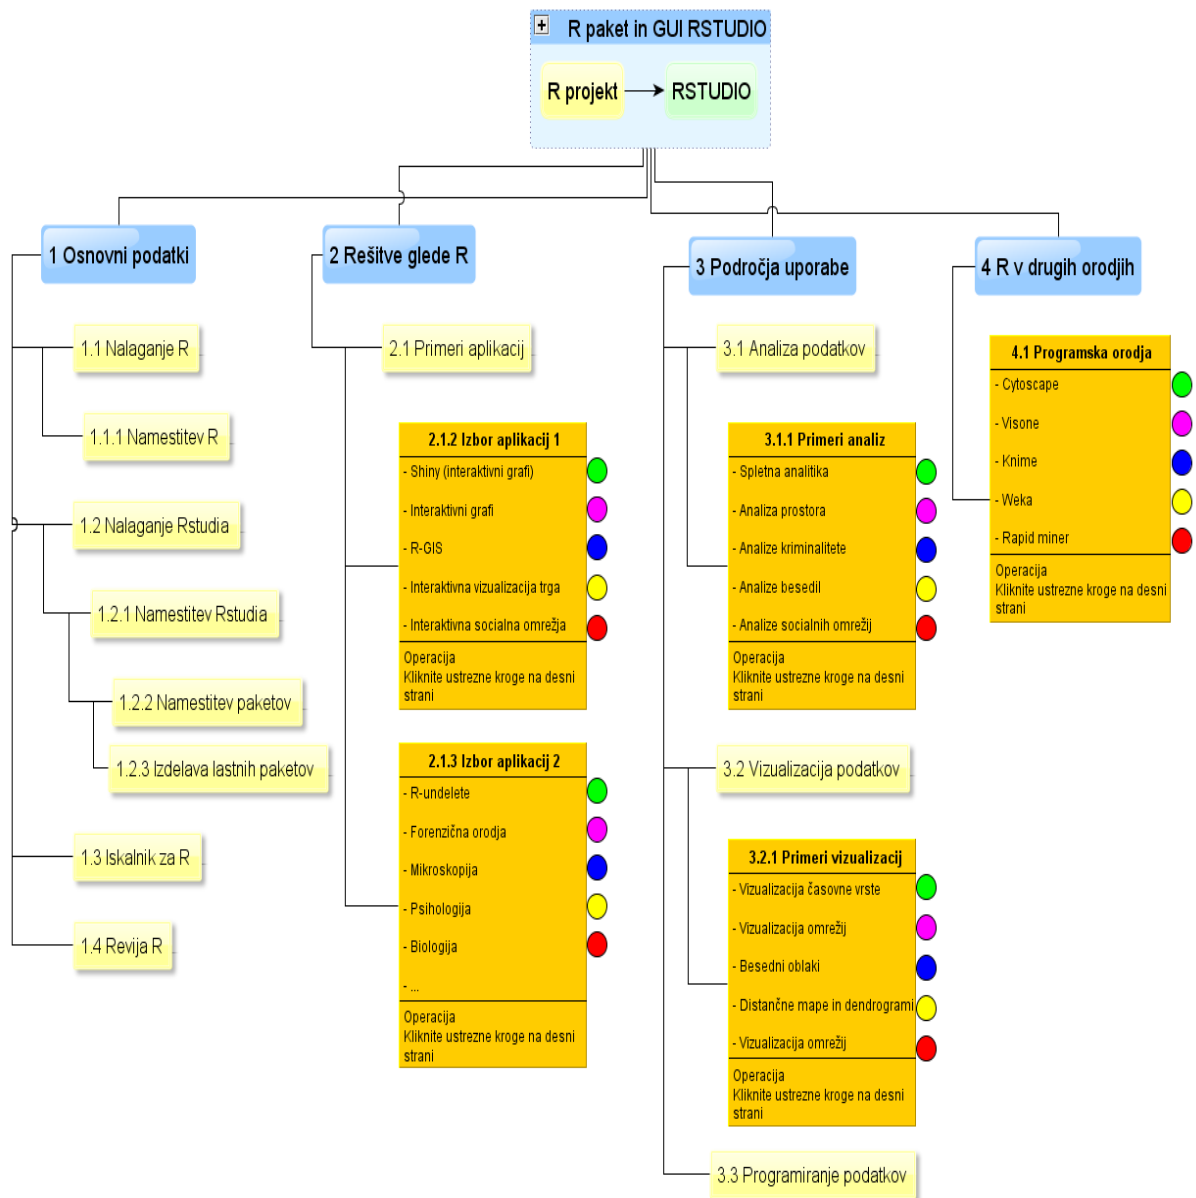 R paket in GUI RSTUDIO
R projekt
RSTUDIO
1 Osnovni podatki
1.1 Nalaganje R
1.1.1 Namestitev R
1.2 Nalaganje Rstudia
1.2.1 Namestitev Rstudia
1.2.2 Namestitev paketov
1.2.3 Izdelava lastnih paketov
1.3 Iskalnik za R
1.4 Revija R
2 Rešitve glede R
2.1 Primeri aplikacij
2.1.2 Izbor aplikacij 1
- Shiny (interaktivni grafi)
- Interaktivni grafi
- R-GIS
- Interaktivna vizualizacija trga
- Interaktivna socialna omrežja
Operacija
Kliknite ustrezne kroge na desni
strani
2.1.3 Izbor aplikacij 2
- R-undelete
- Forenzična orodja
- Mikroskopija
- Psihologija
- Biologija
- ...
Operacija
Kliknite ustrezne kroge na desni
strani
3 Področja uporabe
3.1 Analiza podatkov
3.1.1 Primeri analiz
- Spletna analitika
- Analiza prostora
- Analize kriminalitete
- Analize besedil
- Analize socialnih omrežij
Operacija
Kliknite ustrezne kroge na desni
strani
3.2 Vizualizacija podatkov
3.2.1 Primeri vizualizacij
- Vizualizacija časovne vrste
- Vizualizacija omrežij
- Besedni oblaki
- Distančne mape in dendrogrami
- Vizualizacija omrežij
Operacija
Kliknite ustrezne kroge na desni
strani
3.3 Programiranje podatkov
4 R v drugih orodjih
4.1 Programska orodja
- Cytoscape
- Visone
- Knime
- Weka
- Rapid miner
Operacija
Kliknite ustrezne kroge na desni
strani